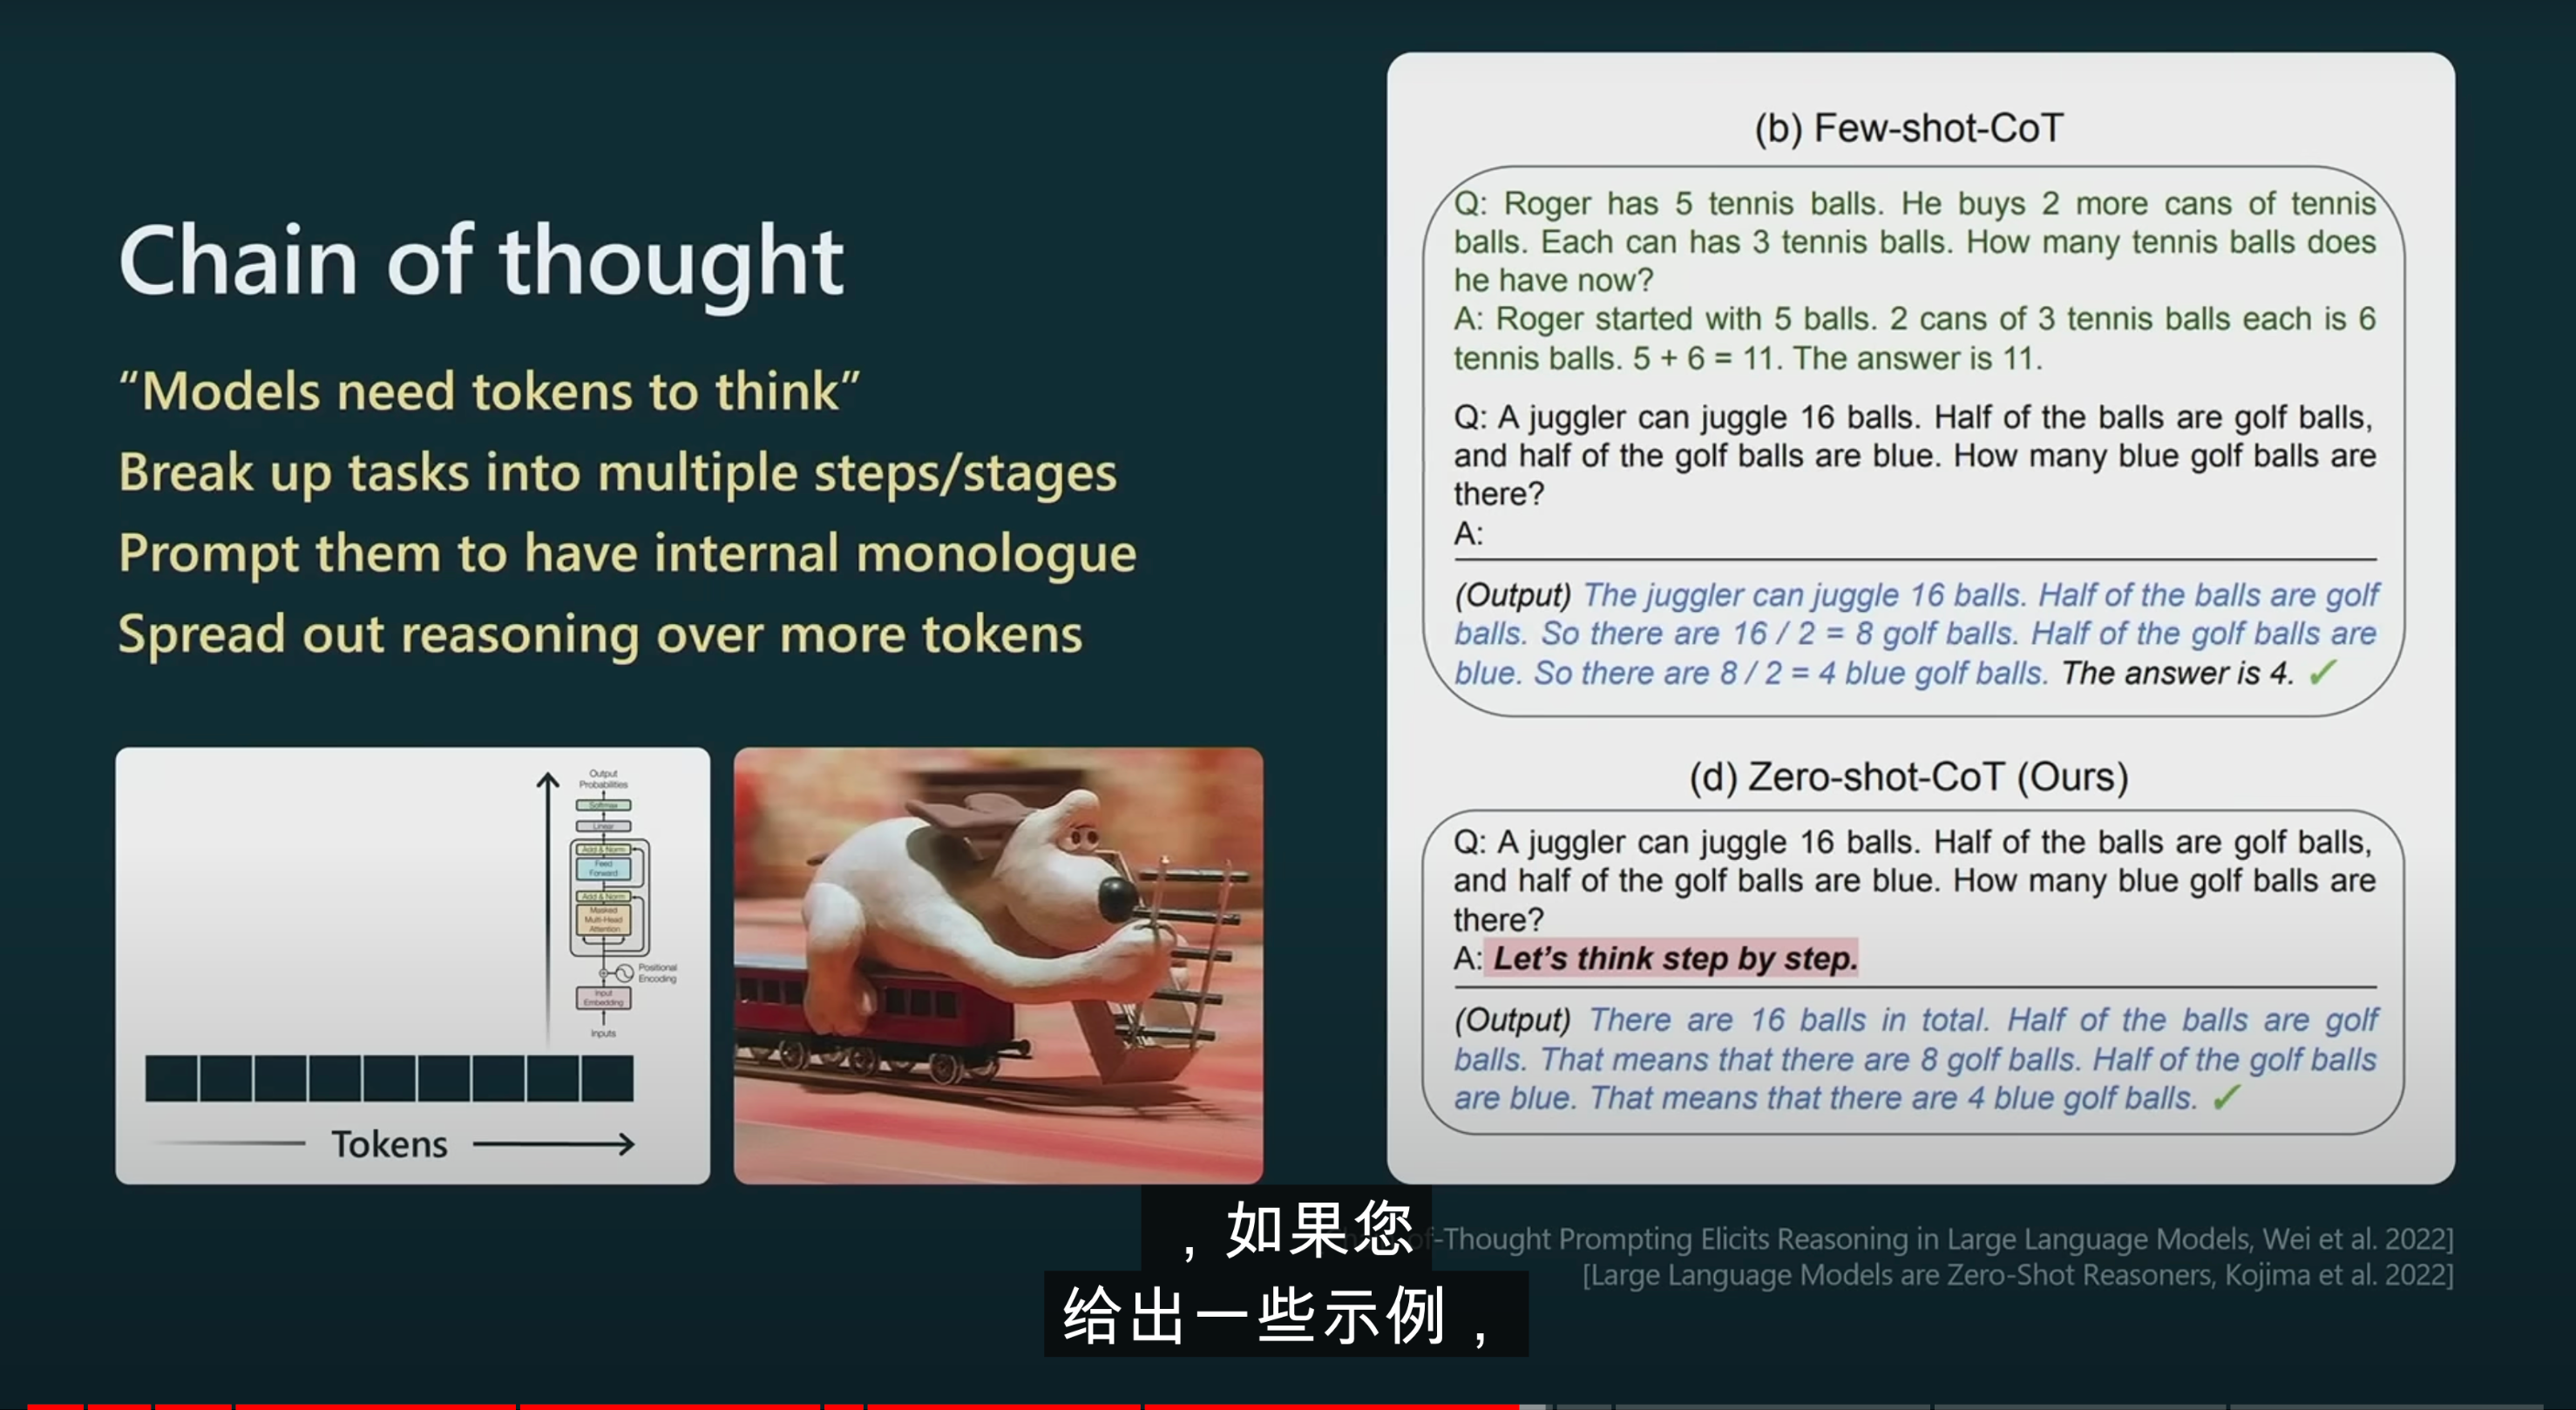 Chain of thought
“Models need tokens to think”
Break up tasks into multiple steps/stages
Prompt them to have internal monologue
Spread out reasoning over more tokens
Output
Probabilities
Softmax
Linear
Add & Norm
Feed
Forward
Add & Norm
Masked
Multi-Head
Attention
Positional
Encoding
Input
Embedding
Inputs
Tokens
(b) Few-shot-CoT
Q: Roger has 5 tennis balls. He buys 2 more cans of tennis
balls. Each can has 3 tennis balls. How many tennis balls does
he have now?
A: Roger started with 5 balls. 2 cans of 3 tennis balls each is 6
tennis balls. 5 + 6 = 11. The answer is 11.
Q: A juggler can juggle 16 balls. Half of the balls are golf balls,
and half of the golf balls are blue. How many blue golf balls are
there?
A:
(Output) The juggler can juggle 16 balls. Half of the balls are golf
balls. So there are 16 / 2 = 8 golf balls. Half of the golf balls are
blue. So there are 8 / 2 = 4 blue golf balls. The answer is 4. ✓
(d) Zero-shot-CoT (Ours)
Q: A juggler can juggle 16 balls. Half of the balls are golf balls,
and half of the golf balls are blue. How many blue golf balls are
there?
A: Let’s think step by step.
(Output) There are 16 balls in total. Half of the balls are golf
balls. That means that there are 8 golf balls. Half of the golf balls
are blue. That means that there are 4 blue golf balls. ✓
-Thought Prompting Elicits Reasoning in Large Language Models, Wei et al. 2022]
[Large Language Models are Zero-Shot Reasoners, Kojima et al. 2022]
，如果您
给出一些示例，